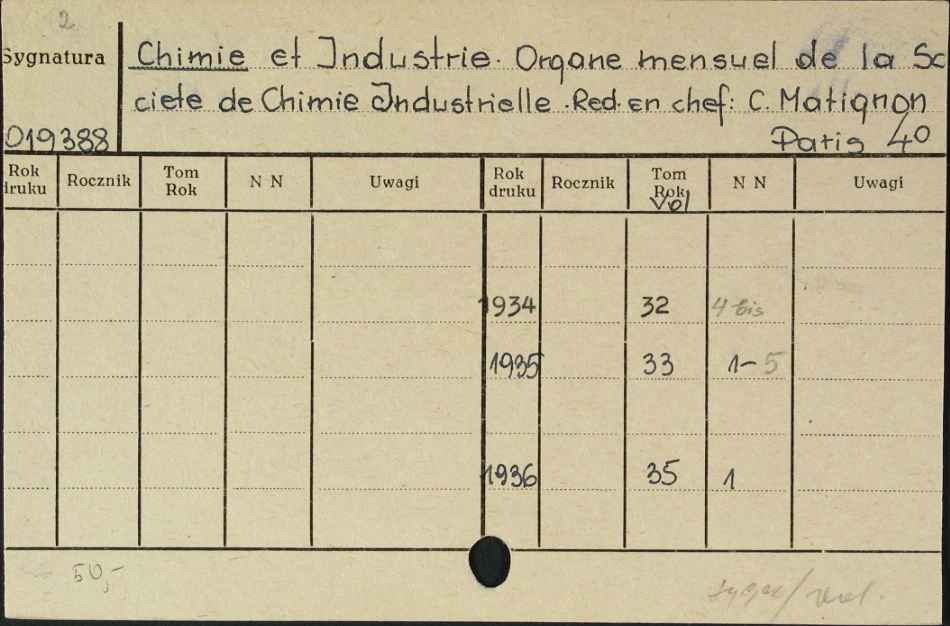 2
Sygnatura
Chimie et Industrie. Organe mensuel de la So
ciete de Chimie Industrielle. Red. en chef: C. Matignon
019388
Paris 4°
Rok druku Rocznik Tom Rok N N Uwagi Rok druku Rocznik Tom Rok Vol N N Uwagi
1934 32 4 bis
1935 33 1-5
1936 35 1
50,-